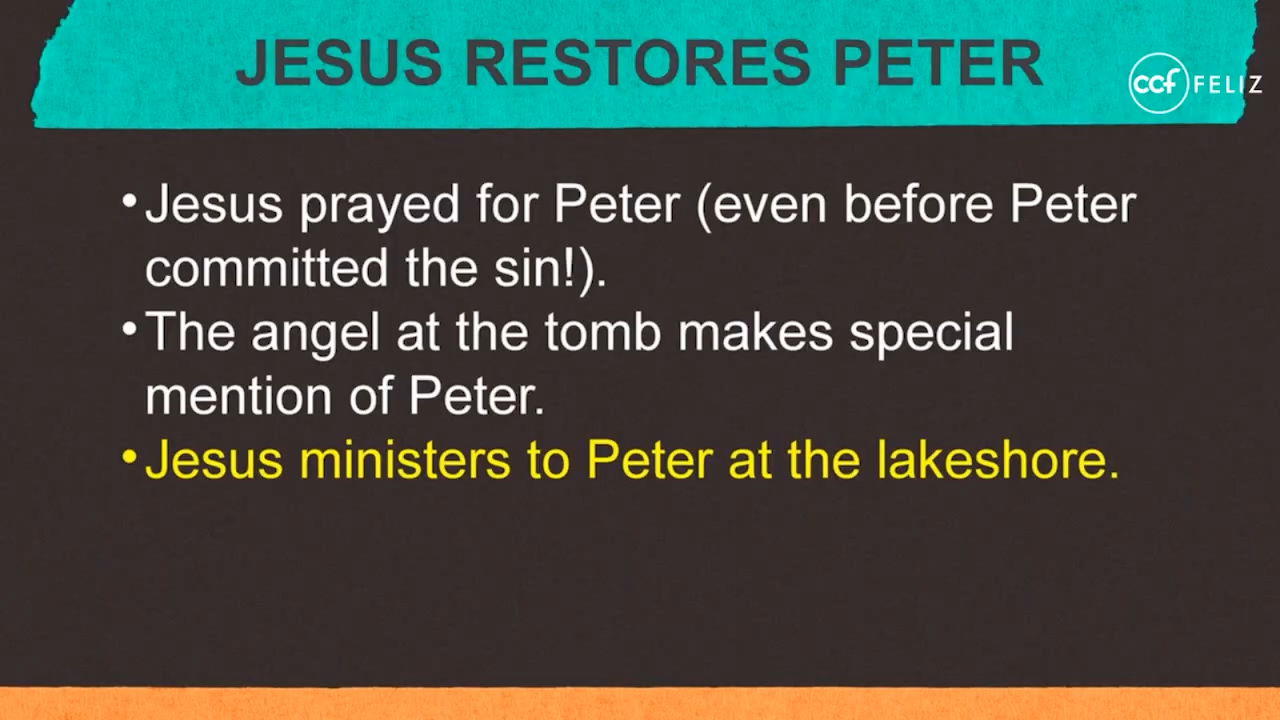 JESUS RESTORES PETER
ccf FELIZ
•Jesus prayed for Peter (even before Peter
committed the sin!).
•The angel at the tomb makes special
mention of Peter.
•Jesus ministers to Peter at the lakeshore.